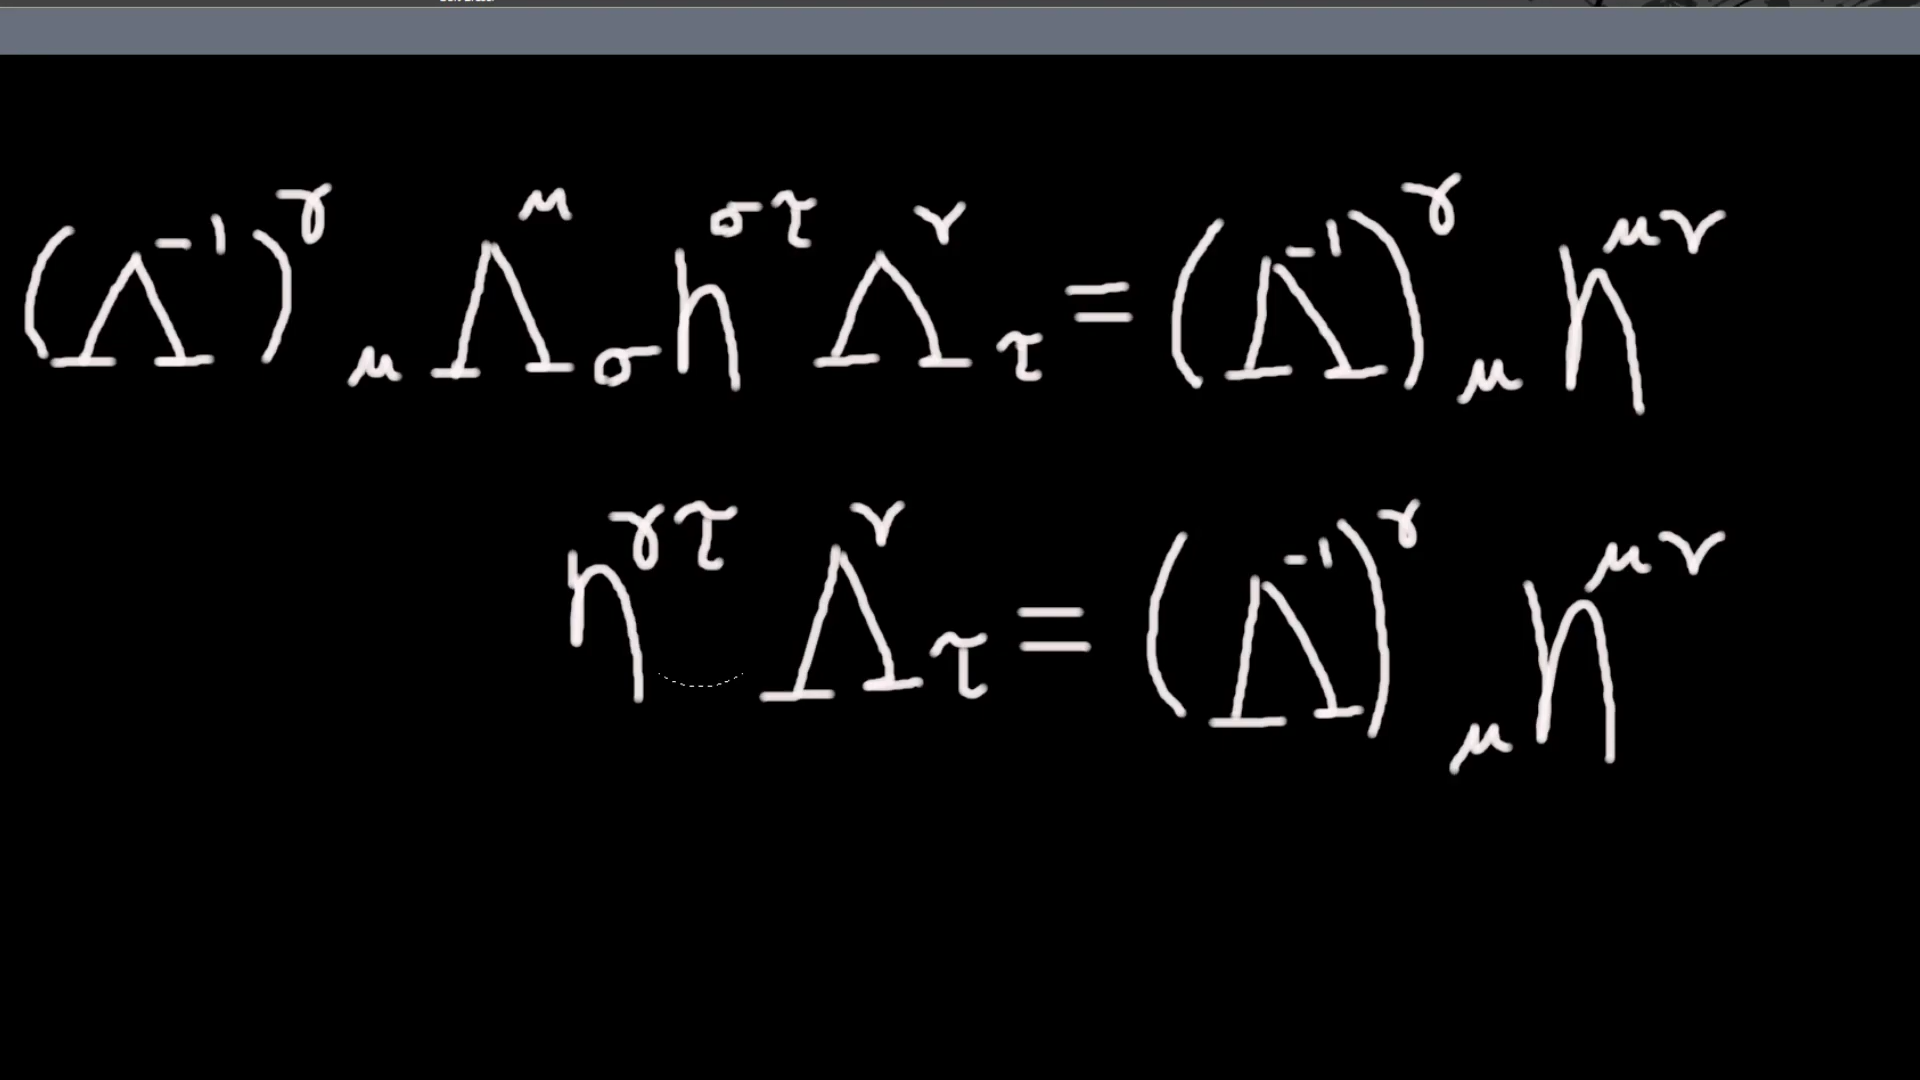 (Λ⁻¹)^γ_μ Λ^μ_σ η^{στ} Λ^ν_τ = (Λ⁻¹)^γ_μ η^{μν}
η^{γτ} Λ^ν_τ = (Λ⁻¹)^γ_μ η^{μν}